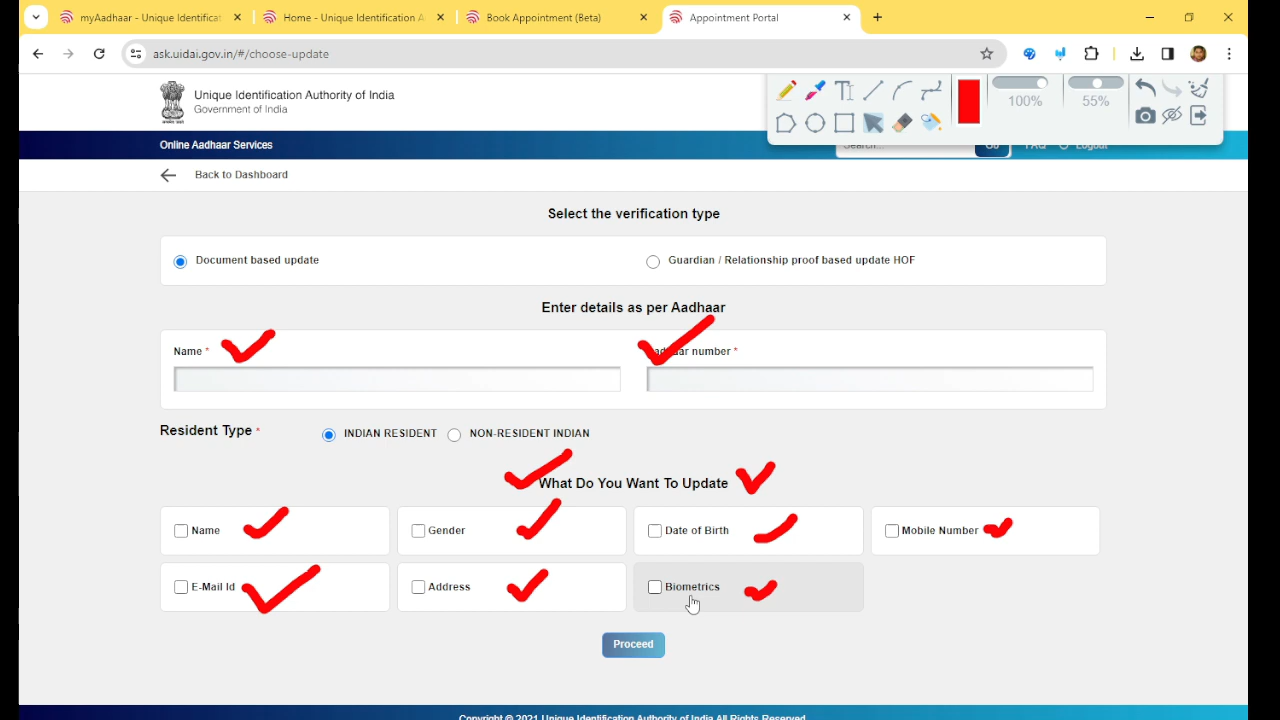 myAadhaar - Unique Identificat
Home - Unique Identification A
Book Appointment (Beta)
Appointment Portal
ask.uidai.gov.in/#/choose-update
100%
55%
Unique Identification Authority of India
Government of India
Online Aadhaar Services
Search...
Go
FAQ
Logout
Back to Dashboard
Select the verification type
Document based update
Guardian / Relationship proof based update HOF
Enter details as per Aadhaar
Name *
number *
Resident Type *
INDIAN RESIDENT
NON-RESIDENT INDIAN
What Do You Want To Update
Name
Gender
Date of Birth
Mobile Number
E-Mail Id
Address
Biometrics
Proceed
Copyright © 2021 Unique Identification Authority of India All Rights Reserved